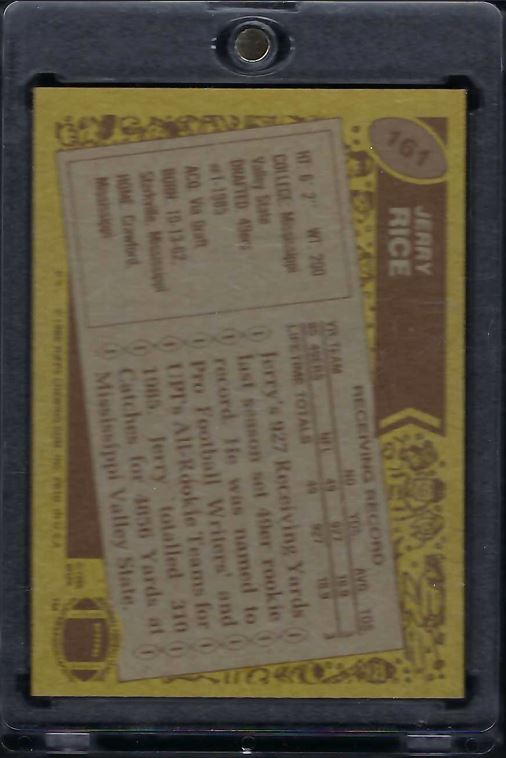 161
JERRY
RICE
HT 6' 2" WT. 200
COLLEGE Mississippi
Valley State
DRAFTED 49ers
#1-1985
ACQ. Via Draft
BORN 10-13-62,
Starkville, Mississippi
HOME Crawford,
Mississippi
RECEIVING RECORD
YR TEAM NO. YDS. AVG. TDS.
85 49ERS 49 927 18.9 3
NFL
LIFETIME TOTALS 49 927 18.9 3
Jerry's 927 Receiving Yards
last season set 49er rookie
record. He was named to
Pro Football Writers' and
UPI's All-Rookie Teams for
1985. Jerry totalled 310
Catches for 4856 Yards at
Mississippi Valley State.